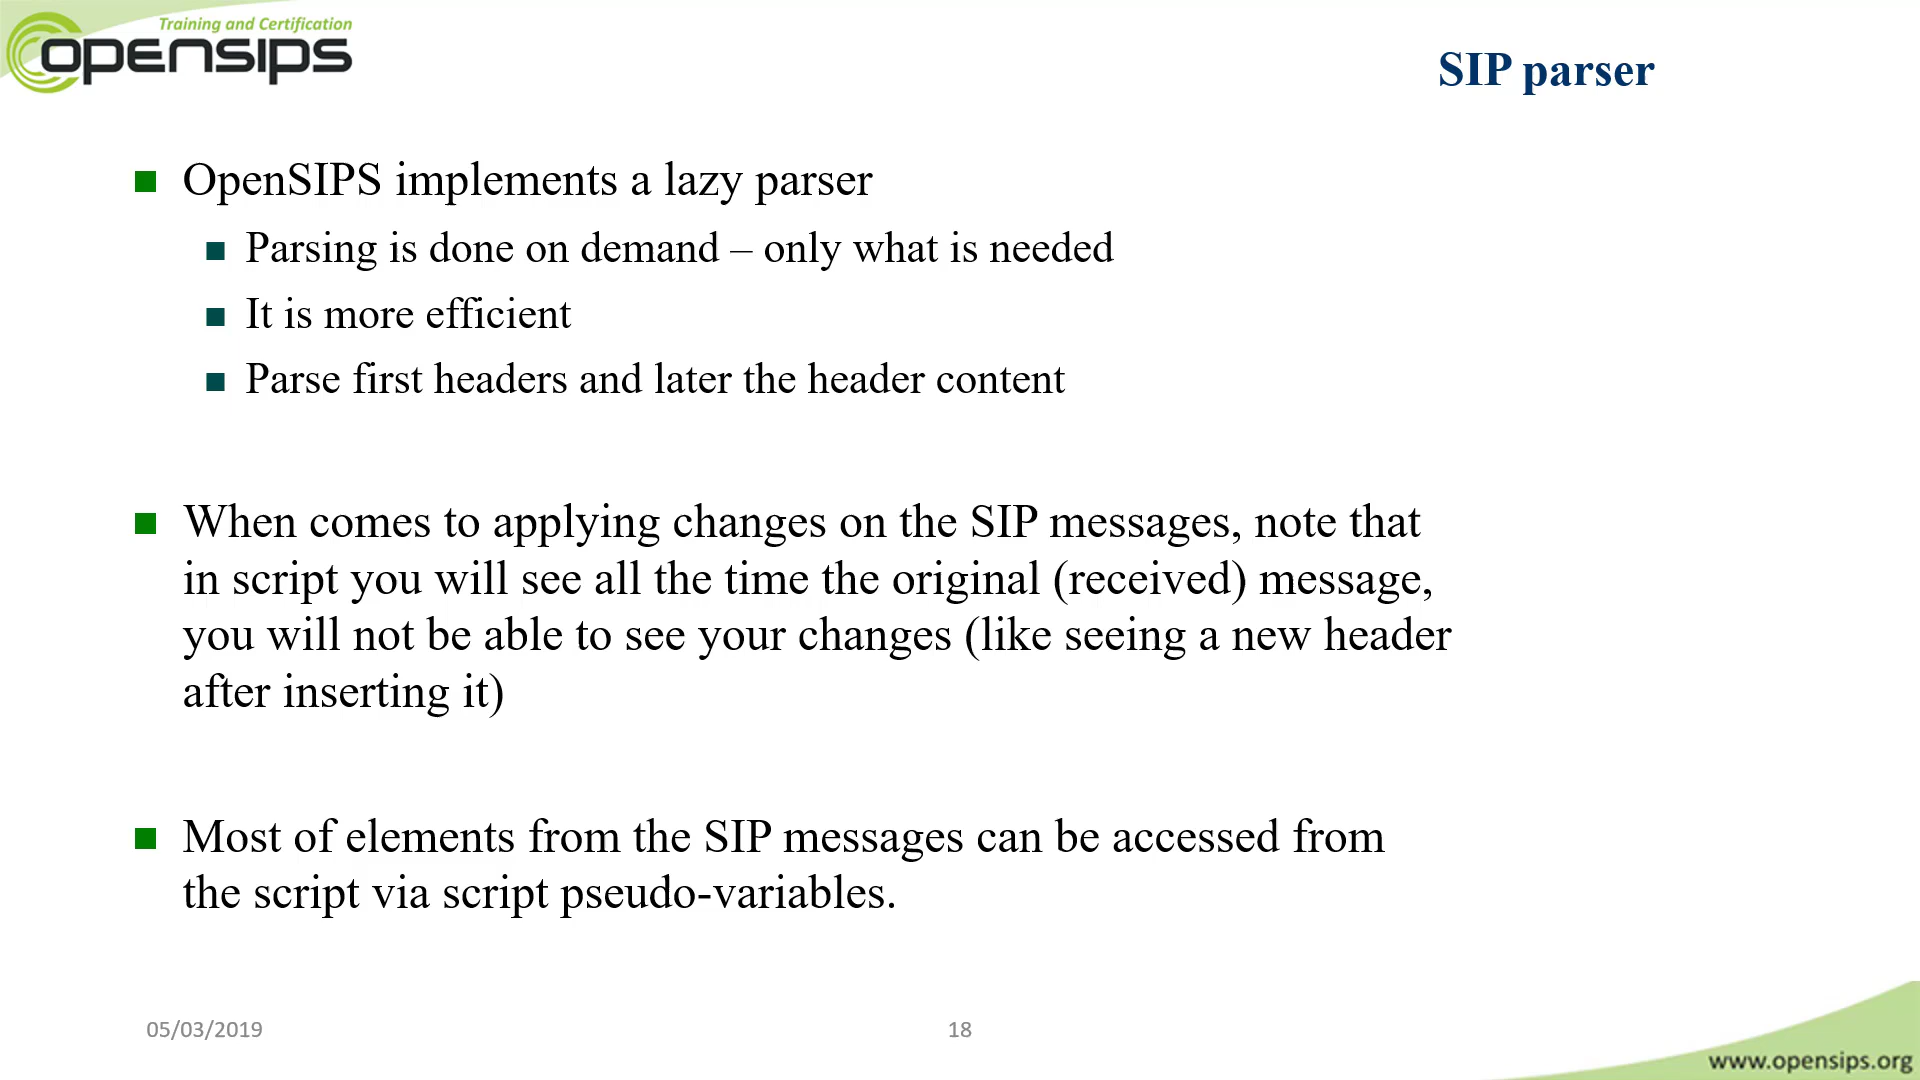 Training and Certification
opensips
SIP parser
OpenSIPS implements a lazy parser
Parsing is done on demand – only what is needed
It is more efficient
Parse first headers and later the header content
When comes to applying changes on the SIP messages, note that
in script you will see all the time the original (received) message,
you will not be able to see your changes (like seeing a new header
after inserting it)
Most of elements from the SIP messages can be accessed from
the script via script pseudo-variables.
05/03/2019
18
www.opensips.org